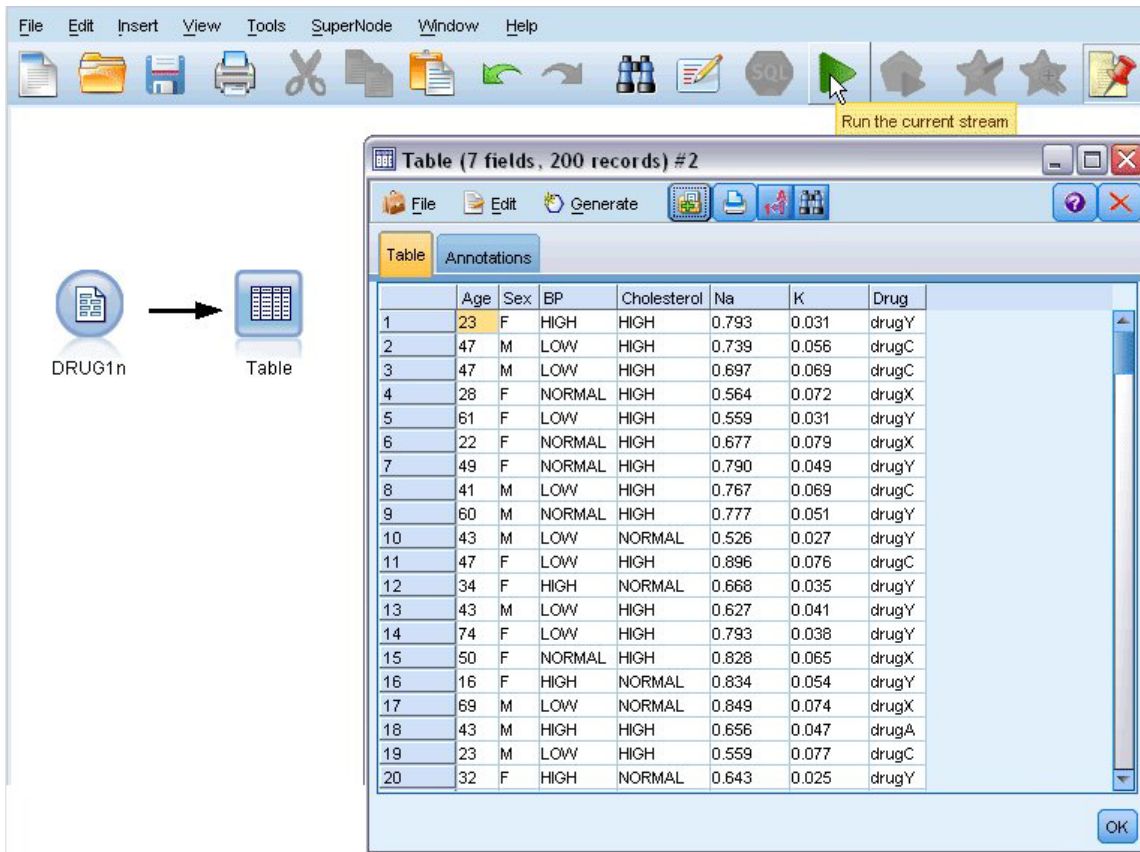 File Edit Insert View Tools SuperNode Window Help
SQL
Run the current stream
Table (7 fields, 200 records) #2
File Edit Generate
Table Annotations
Age Sex BP Cholesterol Na K Drug
1 23 F HIGH HIGH 0.793 0.031 drugY
2 47 M LOW HIGH 0.739 0.056 drugC
3 47 M LOW HIGH 0.697 0.069 drugC
4 28 F NORMAL HIGH 0.564 0.072 drugX
5 61 F LOW HIGH 0.559 0.031 drugY
6 22 F NORMAL HIGH 0.677 0.079 drugX
7 49 F NORMAL HIGH 0.790 0.049 drugY
8 41 M LOW HIGH 0.767 0.069 drugC
9 60 M NORMAL HIGH 0.777 0.051 drugY
10 43 M LOW NORMAL 0.526 0.027 drugY
11 47 F LOW HIGH 0.896 0.076 drugC
12 34 F HIGH NORMAL 0.668 0.035 drugY
13 43 M LOW HIGH 0.627 0.041 drugY
14 74 F LOW HIGH 0.793 0.038 drugY
15 50 F NORMAL HIGH 0.828 0.065 drugX
16 16 F HIGH NORMAL 0.834 0.054 drugY
17 69 M LOW NORMAL 0.849 0.074 drugX
18 43 M HIGH HIGH 0.656 0.047 drugA
19 23 M LOW HIGH 0.559 0.077 drugC
20 32 F HIGH NORMAL 0.643 0.025 drugY
DRUG1n
Table
OK